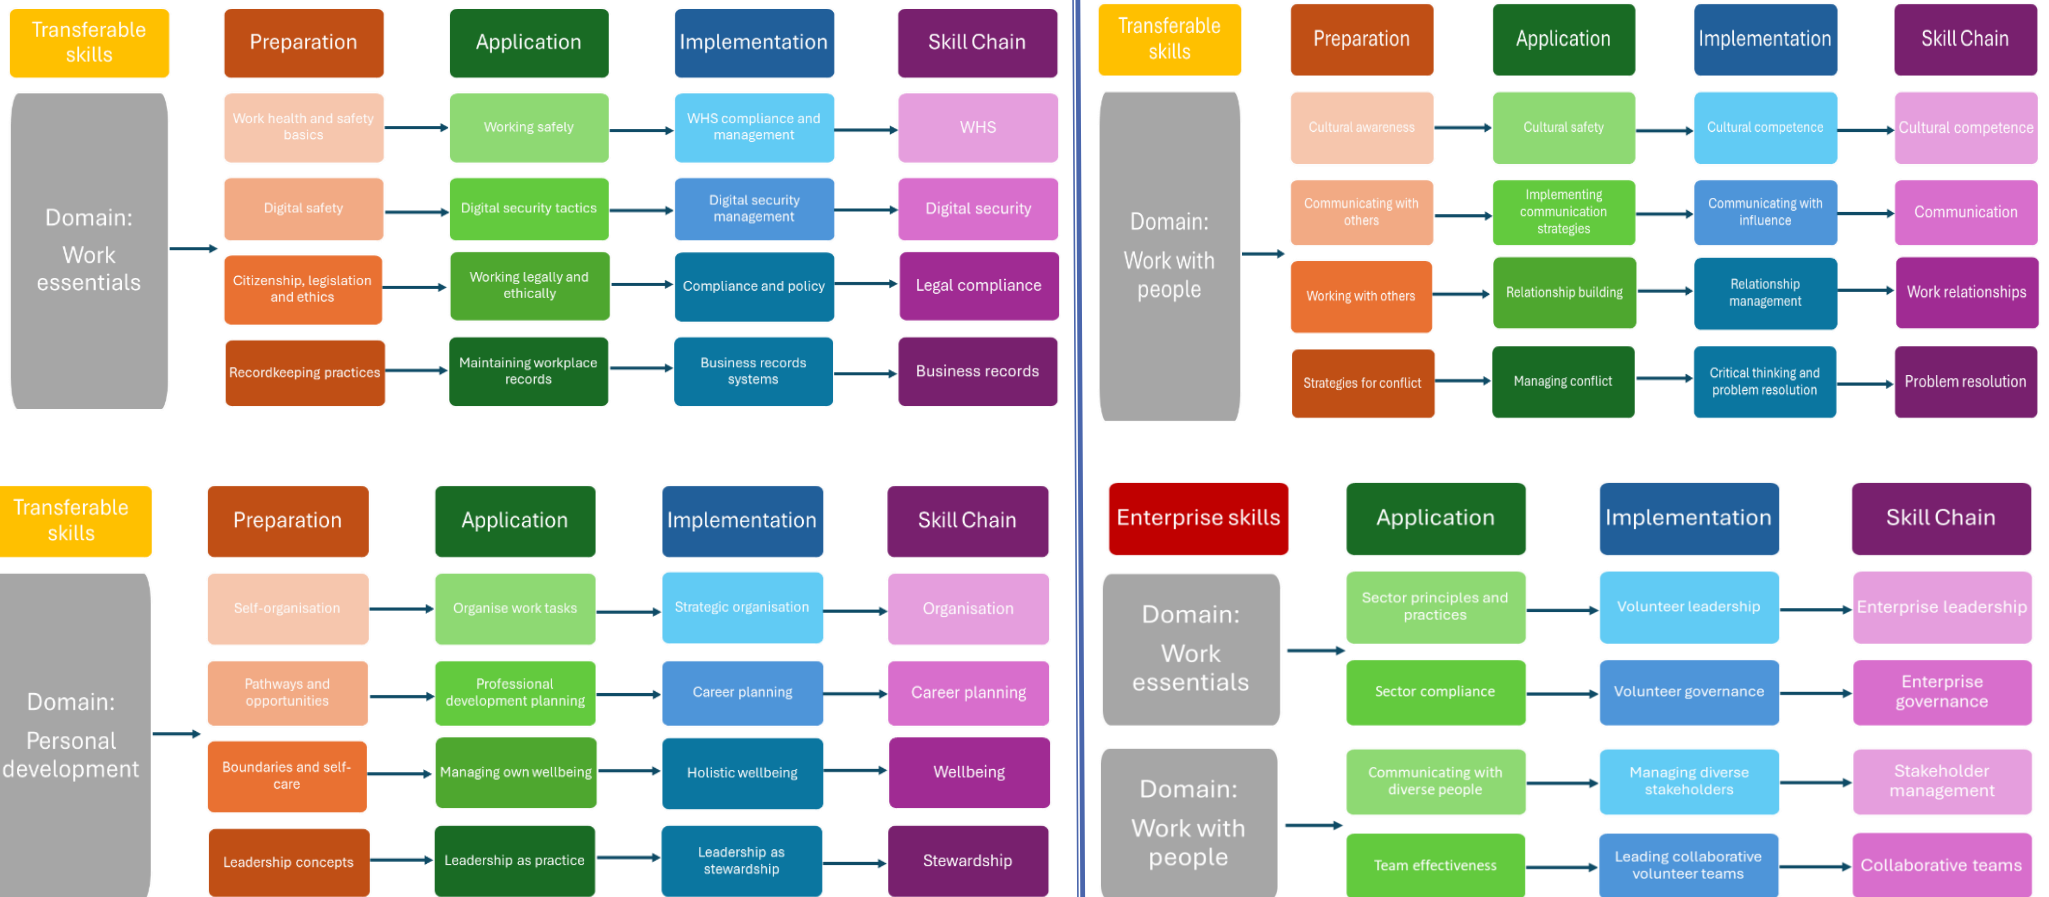 Transferable
skills
Preparation
Application
Implementation
Skill Chain
Domain:
Work
essentials
Work health and safety
basics
Working safely
WHS compliance and
management
WHS
Digital safety
Digital security tactics
Digital security
management
Digital security
Citizenship, legislation
and ethics
Working legally and
ethically
Compliance and policy
Legal compliance
Recordkeeping practices
Maintaining workplace
records
Business records
systems
Business records
Transferable
skills
Preparation
Application
Implementation
Skill Chain
Domain:
Work with
people
Cultural awareness
Cultural safety
Cultural competence
Cultural competence
Communicating with
others
Implementing
communication
strategies
Communicating with
influence
Communication
Working with others
Relationship building
Relationship
management
Work relationships
Strategies for conflict
Managing conflict
Critical thinking and
problem resolution
Problem resolution
Transferable
skills
Preparation
Application
Implementation
Skill Chain
Domain:
Personal
development
Self-organisation
Organise work tasks
Strategic organisation
Organisation
Pathways and
opportunities
Professional
development planning
Career planning
Career planning
Boundaries and self-
care
Managing own wellbeing
Holistic wellbeing
Wellbeing
Leadership concepts
Leadership as practice
Leadership as
stewardship
Stewardship
Enterprise skills
Application
Implementation
Skill Chain
Domain:
Work
essentials
Sector principles and
practices
Volunteer leadership
Enterprise leadership
Sector compliance
Volunteer governance
Enterprise
governance
Domain:
Work with
people
Communicating with
diverse people
Managing diverse
stakeholders
Stakeholder
management
Team effectiveness
Leading collaborative
volunteer teams
Collaborative teams